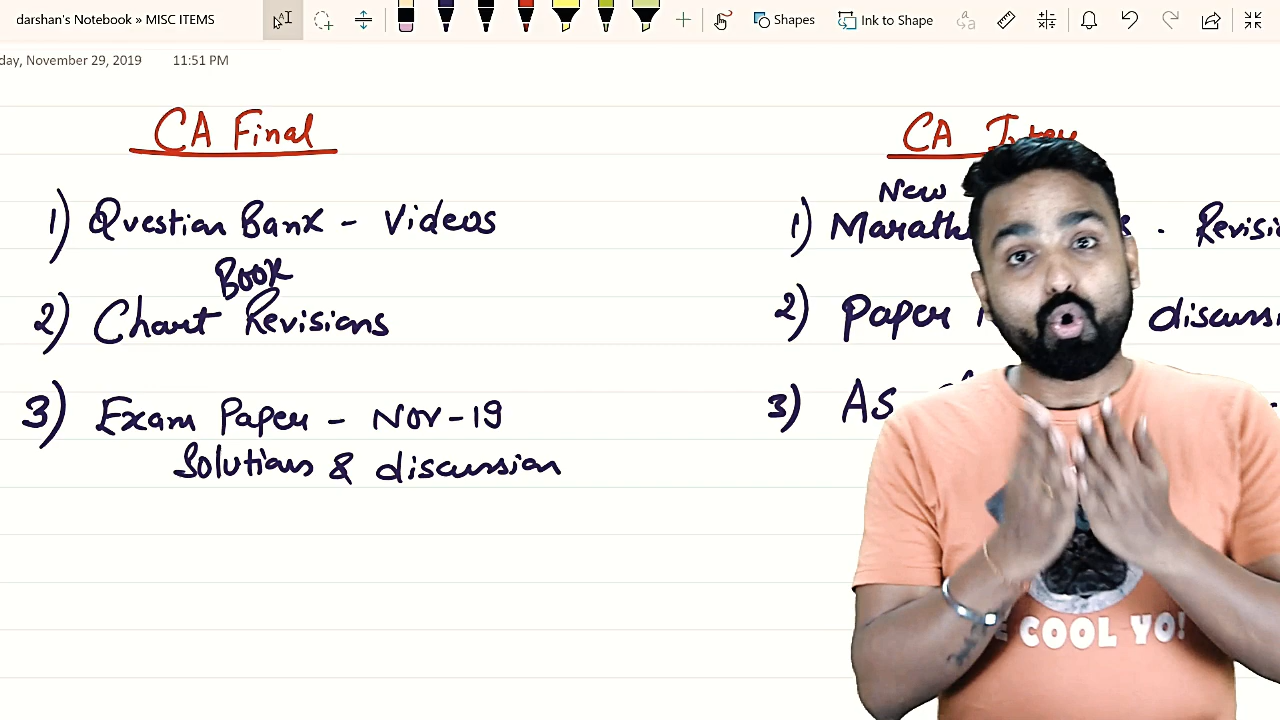 darshan's Notebook » MISC ITEMS
Shapes
Ink to Shape
day, November 29, 2019 11:51 PM
CA Final
1) Question Bank - Videos
Book
2) Chart Revisions
3) Exam Paper - Nov-19
Solutions & discussion
CA
New
1) Marath - Revisi
2) Paper discussi
3) As
COOL YO!